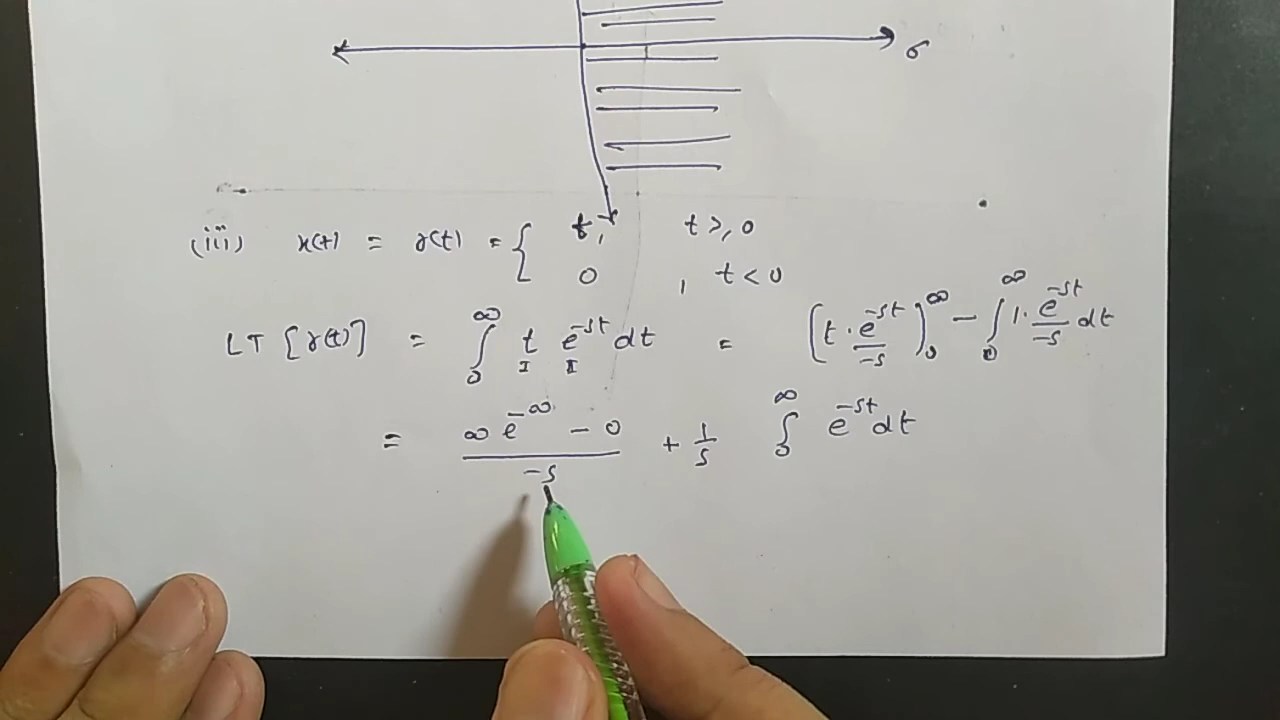 σ
(iii) x(t) = r(t) = { t, t ≥, 0
0 , t < 0
LT [r(t)] = ∫₀^∞ t e^-st dt = (t · e^-st / -s)₀^∞ - ∫₀^∞ 1 · e^-st / -s dt
I II
= ∞ e^-∞ - 0 / -s + 1/s ∫₀^∞ e^-st dt